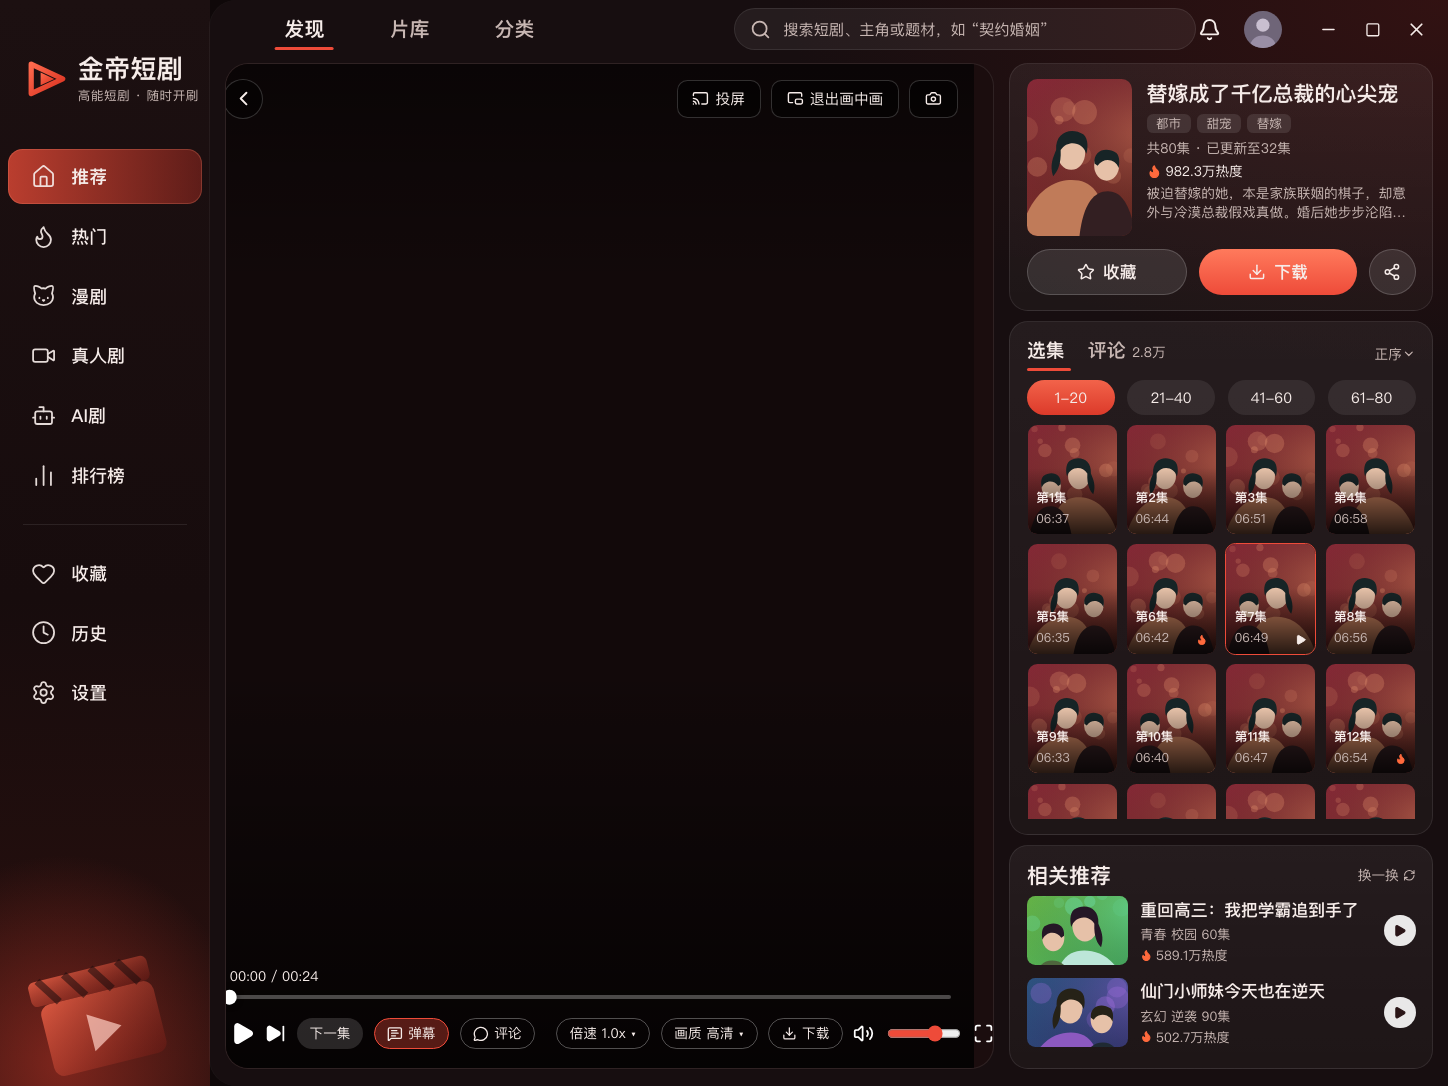 发现
片库
分类
搜索短剧、主角或题材，如 “契约婚姻”
金帝短剧
高能短剧 · 随时开刷
推荐
热门
漫剧
真人剧
AI剧
排行榜
收藏
历史
设置
投屏
退出画中画
00:00 / 00:24
下一集
弹幕
评论
倍速 1.0x
画质 高清
下载
替嫁成了千亿总裁的心尖宠
都市
甜宠
替嫁
共80集 · 已更新至32集
982.3万热度
被迫替嫁的她，本是家族联姻的棋子，却意
外与冷漠总裁假戏真做。婚后她步步沦陷...
收藏
下载
选集
评论 2.8万
正序
1–20
21–40
41–60
61–80
第1集
06:37
第2集
06:44
第3集
06:51
第4集
06:58
第5集
06:35
第6集
06:42
第7集
06:49
第8集
06:56
第9集
06:33
第10集
06:40
第11集
06:47
第12集
06:54
相关推荐
换一换
重回高三：我把学霸追到手了
青春 校园 60集
589.1万热度
仙门小师妹今天也在逆天
玄幻 逆袭 90集
502.7万热度